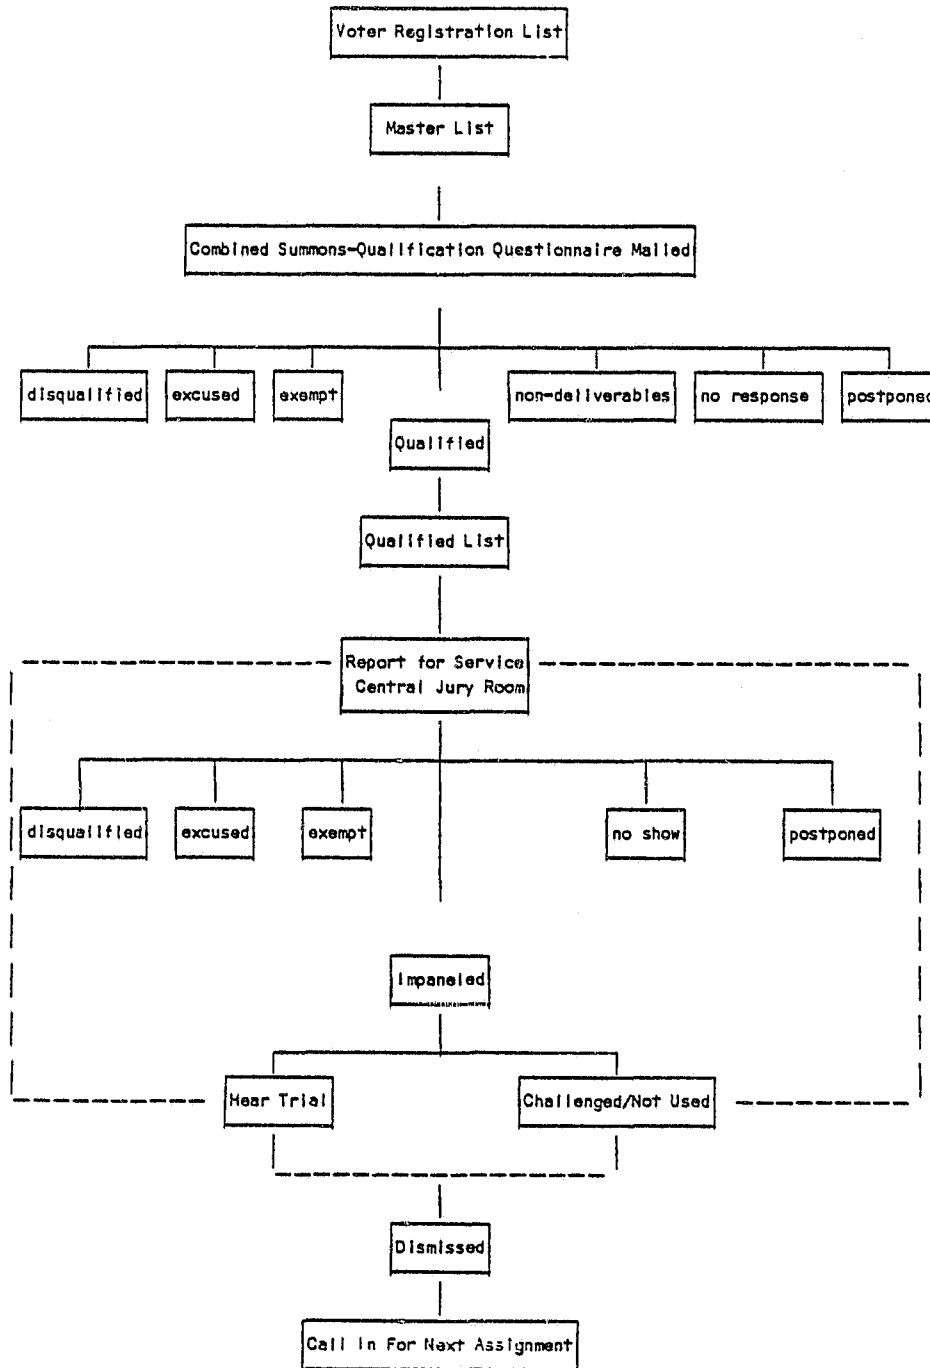 Voter Registration List
Master List
Combined Summons-Qualification Questionnaire Mailed
disqualified
excused
exempt
non-deliverables
no response
postponed
Qualified
Qualified List
Report for Service
Central Jury Room
disqualified
excused
exempt
no show
postponed
Impaneled
Hear Trial
Challenged/Not Used
Dismissed
Call In For Next Assignment